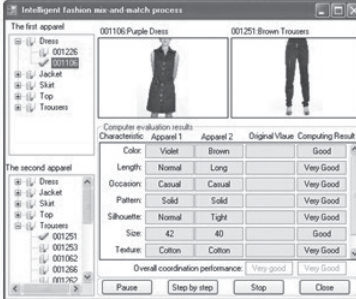 Intelligent fashion mix-and-match process
The first apparel
Dress
001226
001106
Jacket
Skirt
Top
Trousers
The second apparel
Dress
Jacket
Skirt
Top
Trousers
001251
001253
001062
001266
001262
001106:Purple Dress
001251:Brown Trousers
Computer evaluation results
Characteristic Apparel 1 Apparel 2 Original Vlaue Computing Result
Color: Violet Brown Good
Length: Normal Long Very Good
Occasion: Casual Casual Very Good
Pattern: Solid Solid Very Good
Silhouette: Normal Tight Very Good
Size: 42 40 Good
Texture: Cotton Cotton Very Good
Overall coordination performance: Very good Very Good
Pause Step by step Stop Close